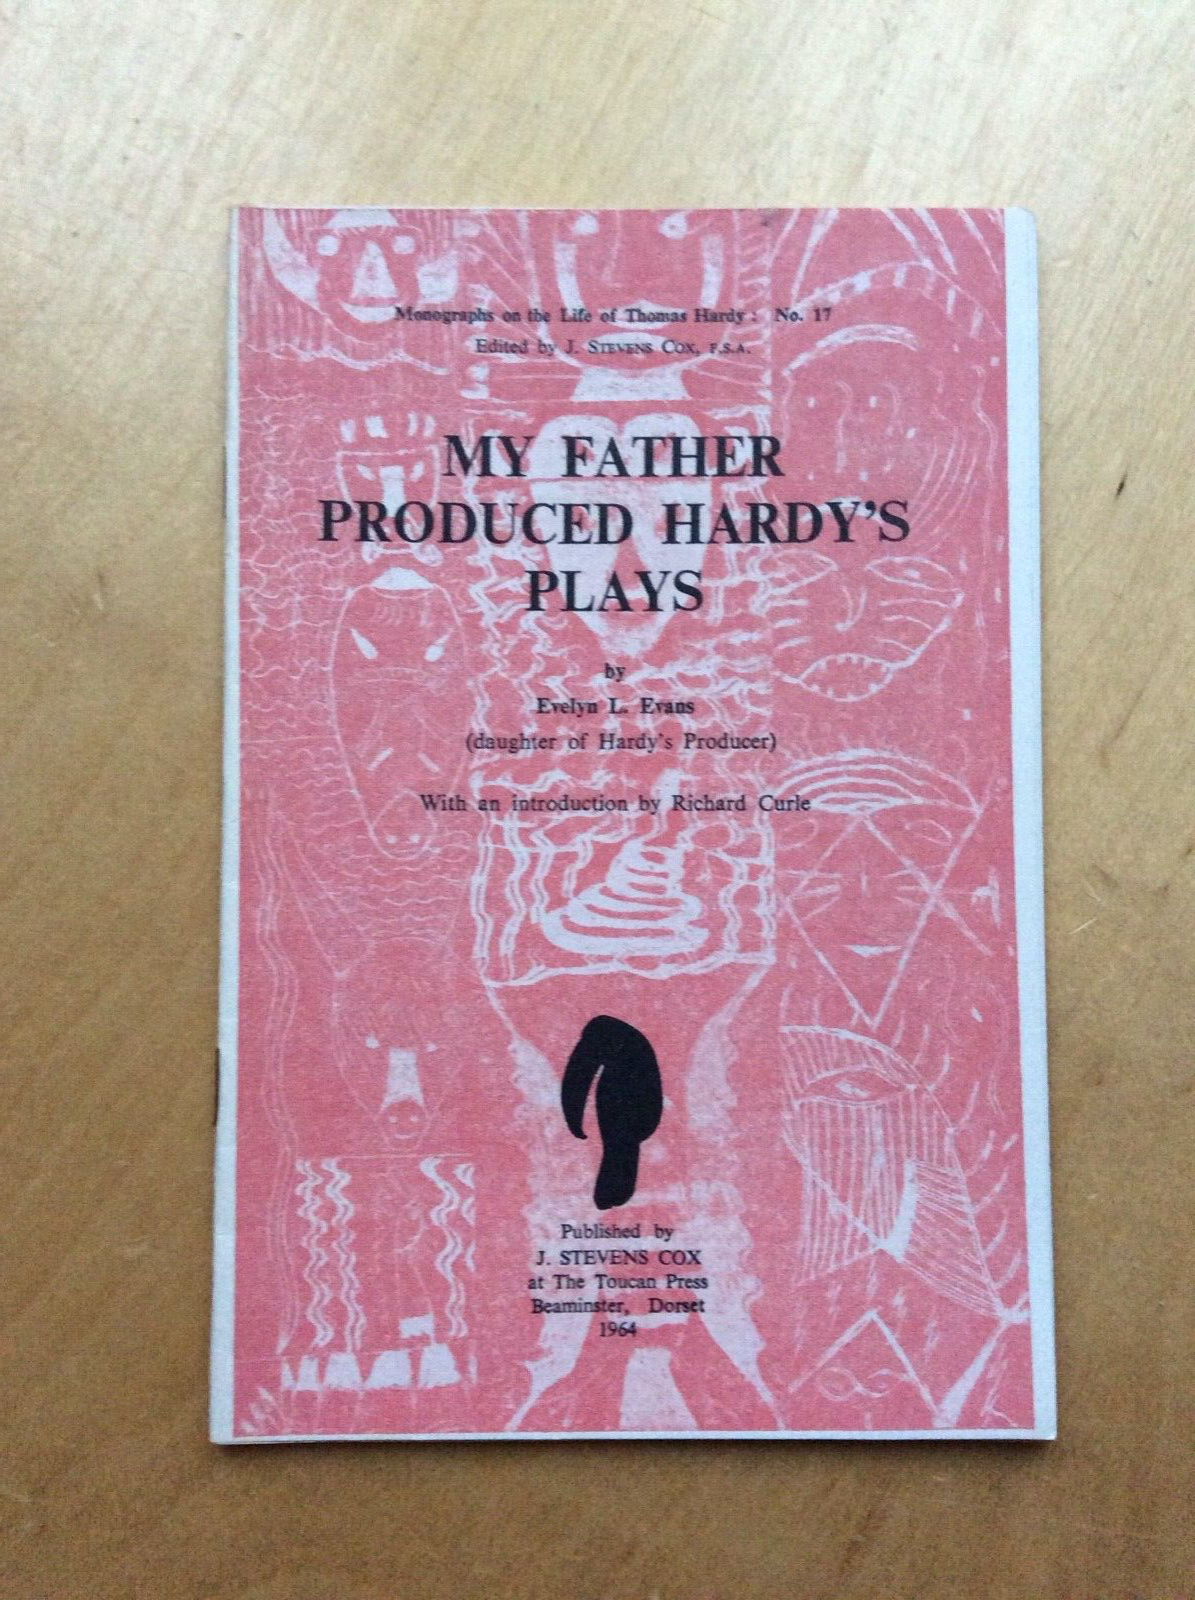 Monographs on the Life of Thomas Hardy : No. 17
Edited by J. STEVENS COX, F.S.A.
MY FATHER
PRODUCED HARDY'S
PLAYS
by
Evelyn L. Evans
(daughter of Hardy's Producer)
With an introduction by Richard Curle
Published by
J. STEVENS COX
at The Toucan Press
Beaminster, Dorset
1964